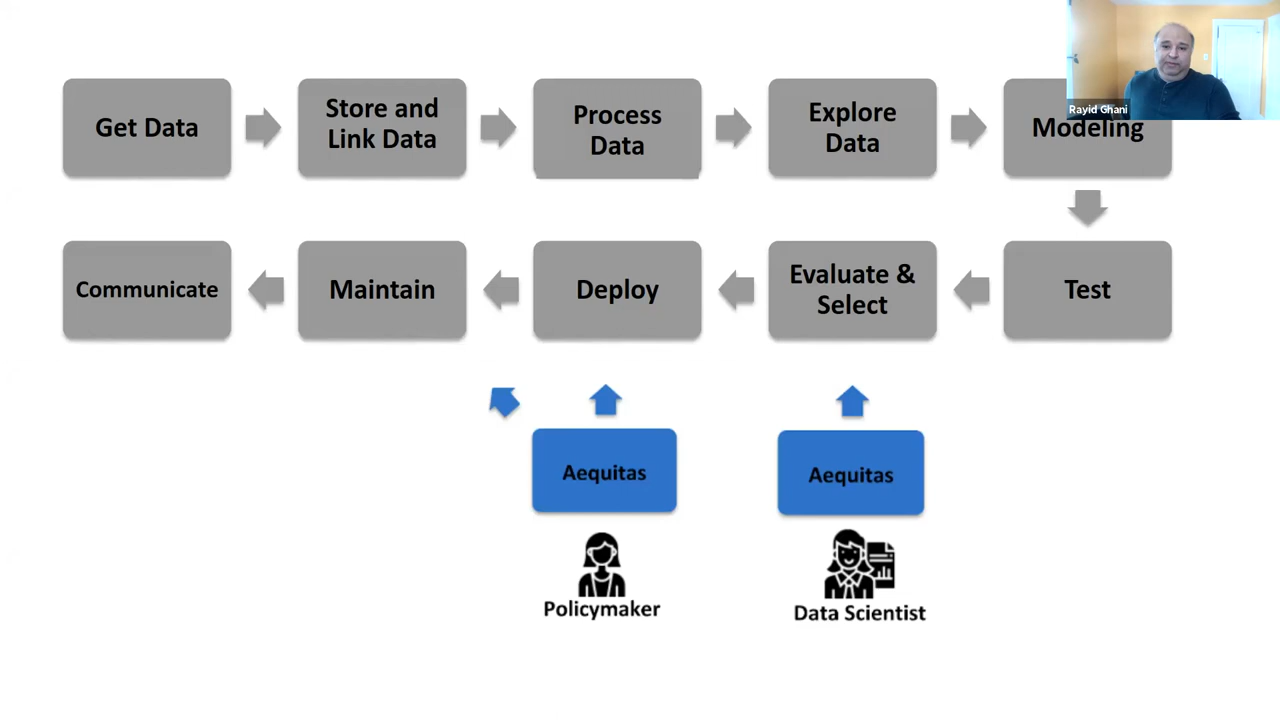 Rayid Ghani
Get Data
Store and
Link Data
Process
Data
Explore
Data
Modeling
Communicate
Maintain
Deploy
Evaluate &
Select
Test
Aequitas
Aequitas
Policymaker
Data Scientist